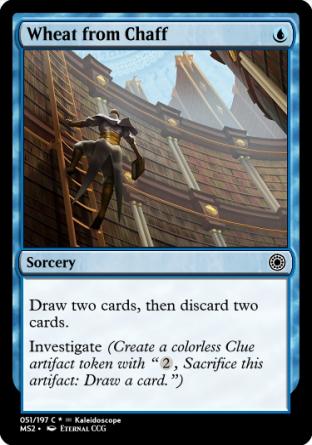 Wheat from Chaff
Sorcery
Draw two cards, then discard two
cards.
Investigate (Create a colorless Clue
artifact token with “2, Sacrifice this
artifact: Draw a card.”)
051/197 C * ∞ Kaleidoscope
MS2 • Eternal CCG